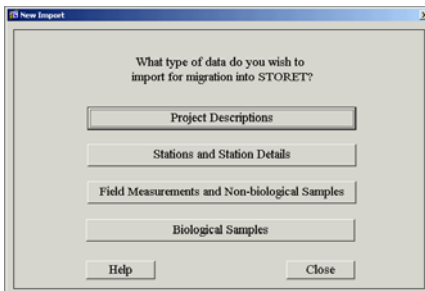 New Import
What type of data do you wish to
import for migration into STORET?
Project Descriptions
Stations and Station Details
Field Measurements and Non-biological Samples
Biological Samples
Help
Close